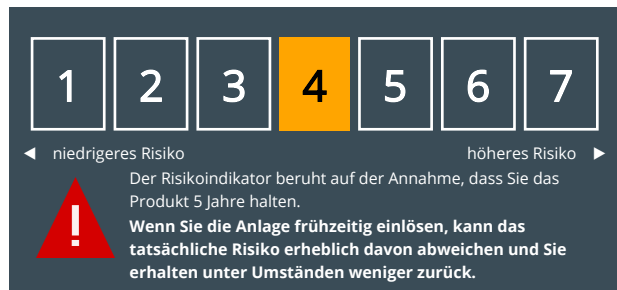 1 2 3 4 5 6 7
◄ niedrigeres Risiko höheres Risiko ►
Der Risikoindikator beruht auf der Annahme, dass Sie das
Produkt 5 Jahre halten.
!
Wenn Sie die Anlage frühzeitig einlösen, kann das
tatsächliche Risiko erheblich davon abweichen und Sie
erhalten unter Umständen weniger zurück.